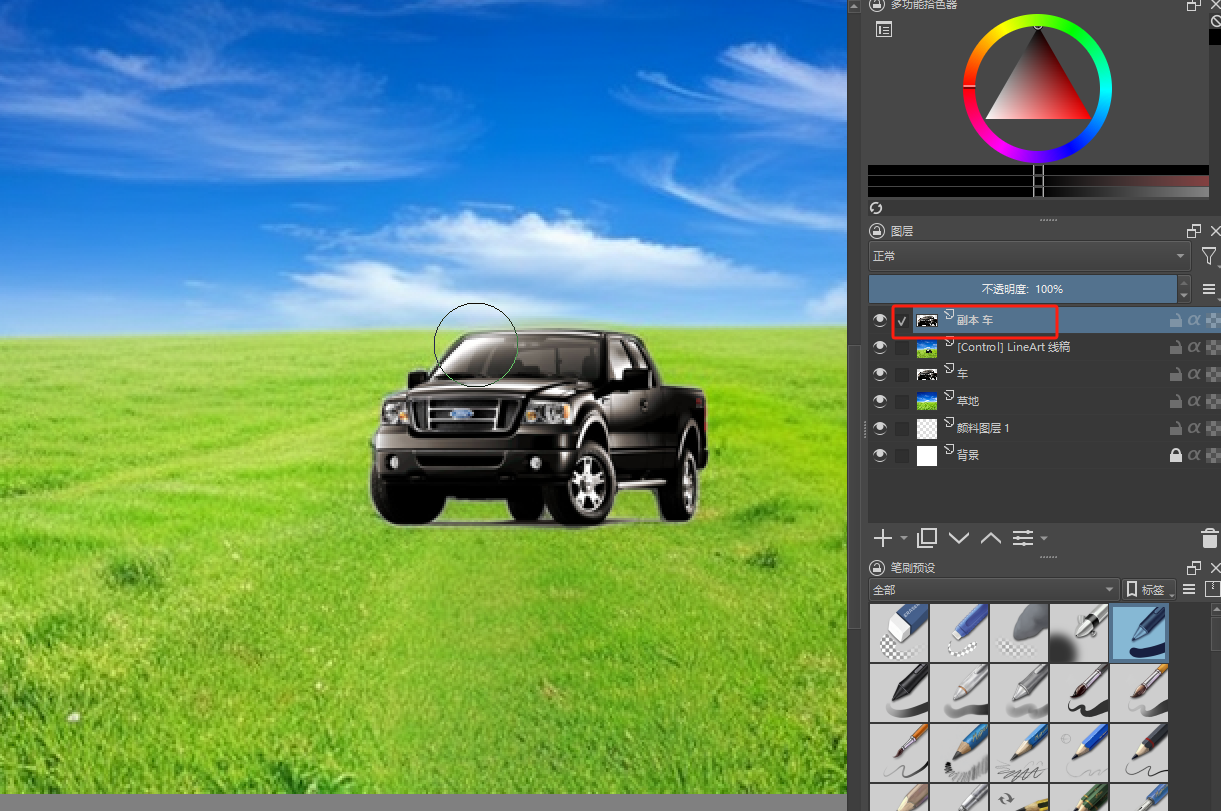 多功能拾色器
图层
正常
不透明度: 100%
副本 车
[Control] LineArt 线稿
车
草地
颜料图层 1
背景
笔刷预设
全部
标签